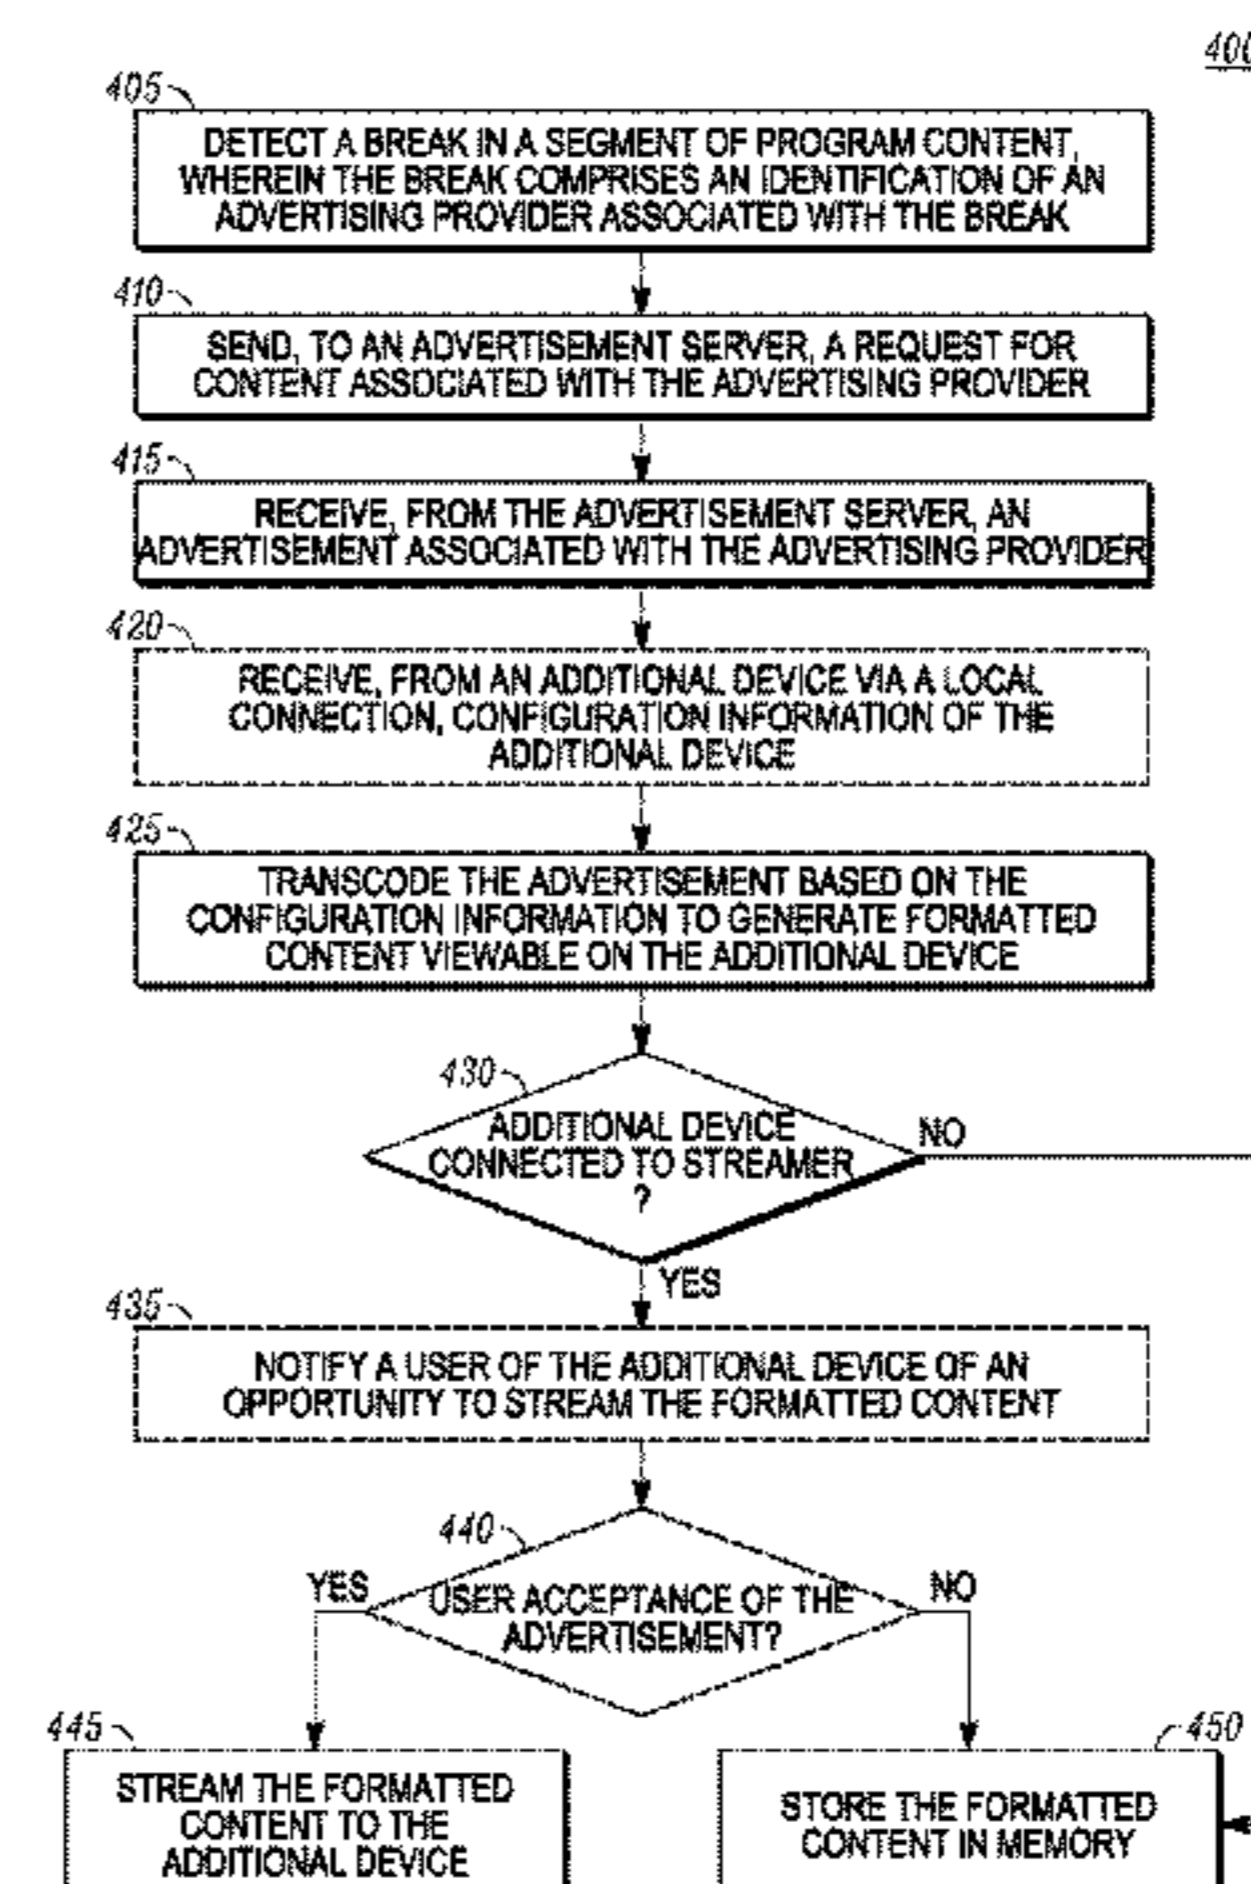 400
405
DETECT A BREAK IN A SEGMENT OF PROGRAM CONTENT,
WHEREIN THE BREAK COMPRISES AN IDENTIFICATION OF AN
ADVERTISING PROVIDER ASSOCIATED WITH THE BREAK
410
SEND, TO AN ADVERTISEMENT SERVER, A REQUEST FOR
CONTENT ASSOCIATED WITH THE ADVERTISING PROVIDER
415
RECEIVE, FROM THE ADVERTISEMENT SERVER, AN
ADVERTISEMENT ASSOCIATED WITH THE ADVERTISING PROVIDER
420
RECEIVE, FROM AN ADDITIONAL DEVICE VIA A LOCAL
CONNECTION, CONFIGURATION INFORMATION OF THE
ADDITIONAL DEVICE
425
TRANSCODE THE ADVERTISEMENT BASED ON THE
CONFIGURATION INFORMATION TO GENERATE FORMATTED
CONTENT VIEWABLE ON THE ADDITIONAL DEVICE
430
ADDITIONAL DEVICE
CONNECTED TO STREAMER
?
NO
YES
435
NOTIFY A USER OF THE ADDITIONAL DEVICE OF AN
OPPORTUNITY TO STREAM THE FORMATTED CONTENT
440
YES
USER ACCEPTANCE OF THE
ADVERTISEMENT?
NO
445
STREAM THE FORMATTED
CONTENT TO THE
ADDITIONAL DEVICE
450
STORE THE FORMATTED
CONTENT IN MEMORY